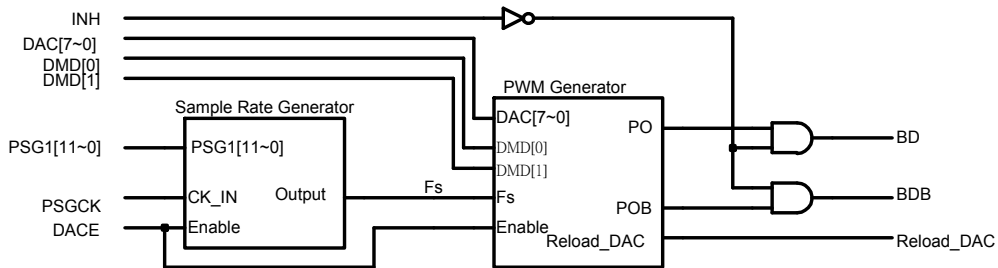 INH
DAC[7~0]
DMD[0]
DMD[1]
PWM Generator
Sample Rate Generator
DAC[7~0]
PO
BD
PSG1[11~0]
PSG1[11~0]
DMD[0]
DMD[1]
Fs
CK_IN
Output
Fs
POB
BDB
PSGCK
DACE
Enable
Enable
Reload_DAC
Reload_DAC